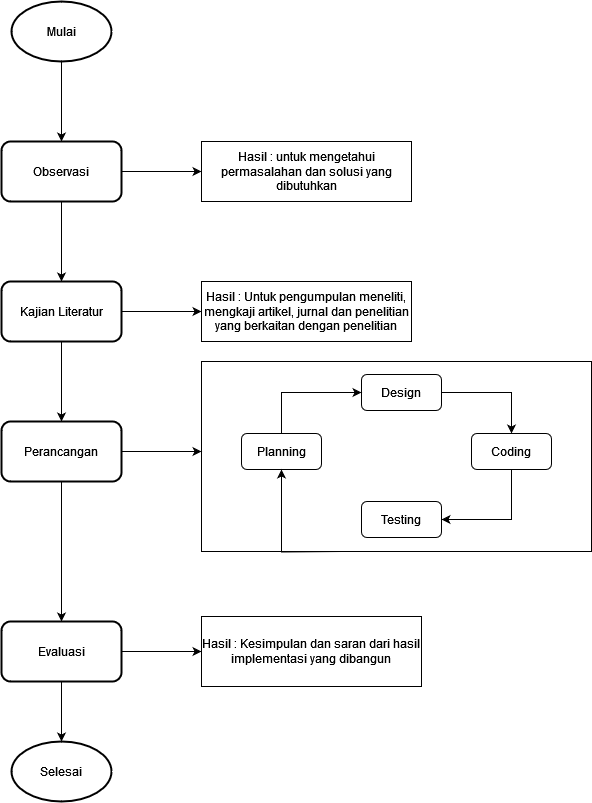 Mulai
Observasi
Hasil : untuk mengetahui
permasalahan dan solusi yang
dibutuhkan
Kajian Literatur
Hasil : Untuk pengumpulan meneliti,
mengkaji artikel, jurnal dan penelitian
yang berkaitan dengan penelitian
Perancangan
Design
Planning
Coding
Testing
Evaluasi
Hasil : Kesimpulan dan saran dari hasil
implementasi yang dibangun
Selesai